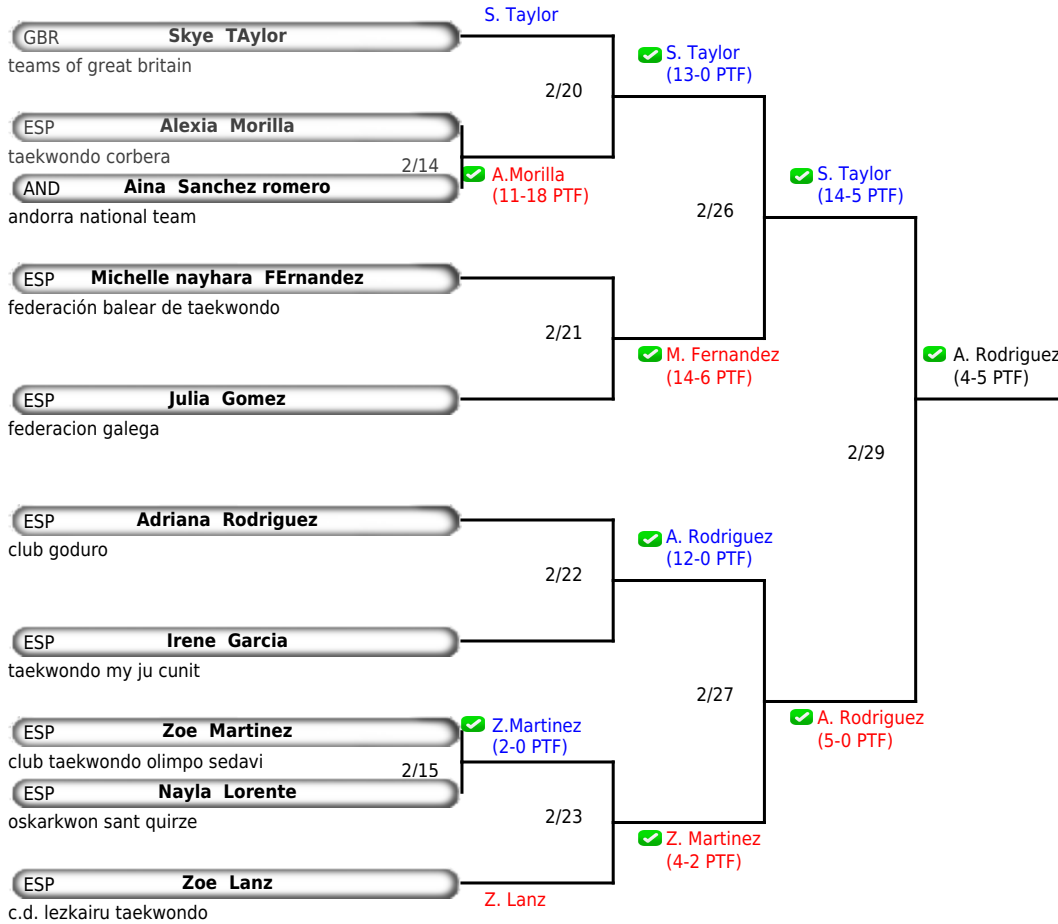 S. Taylor
GBR Skye TAylor
teams of great britain
2/20
S. Taylor
(13-0 PTF)
ESP Alexia Morilla
taekwondo corbera
2/14
A.Morilla
(11-18 PTF)
AND Aina Sanchez romero
andorra national team
S. Taylor
(14-5 PTF)
2/26
ESP Michelle nayhara FErnandez
federación balear de taekwondo
2/21
M. Fernandez
(14-6 PTF)
A. Rodriguez
(4-5 PTF)
ESP Julia Gomez
federacion galega
2/29
ESP Adriana Rodriguez
club goduro
A. Rodriguez
(12-0 PTF)
2/22
ESP Irene Garcia
taekwondo my ju cunit
2/27
A. Rodriguez
(5-0 PTF)
ESP Zoe Martinez
club taekwondo olimpo sedavi
Z.Martinez
(2-0 PTF)
2/15
ESP Nayla Lorente
oskarkwon sant quirze
2/23
Z. Martinez
(4-2 PTF)
ESP Zoe Lanz
Z. Lanz
c.d. lezkairu taekwondo